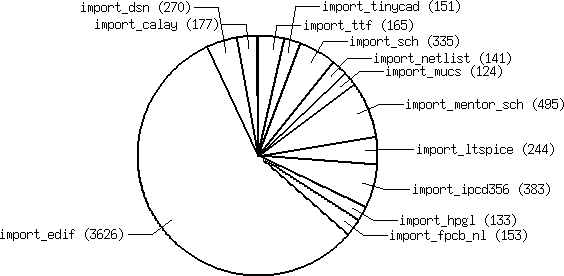 import_dsn (270)
import_tinycad (151)
import_calay (177)
import_ttf (165)
import_sch (335)
import_netlist (141)
import_mucs (124)
import_mentor_sch (495)
import_ltspice (244)
import_ipcd356 (383)
import_hpgl (133)
import_edif (3626)
import_fpcb_nl (153)